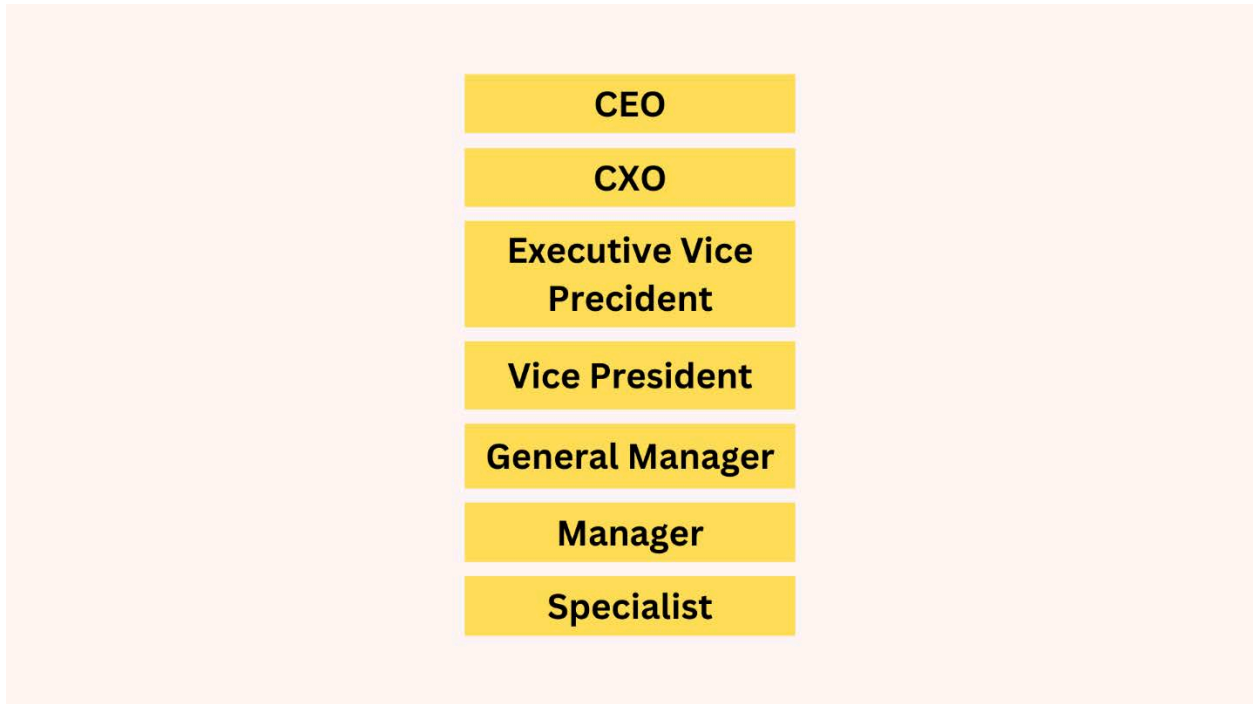 CEO
CXO
Executive Vice
Precident
Vice President
General Manager
Manager
Specialist